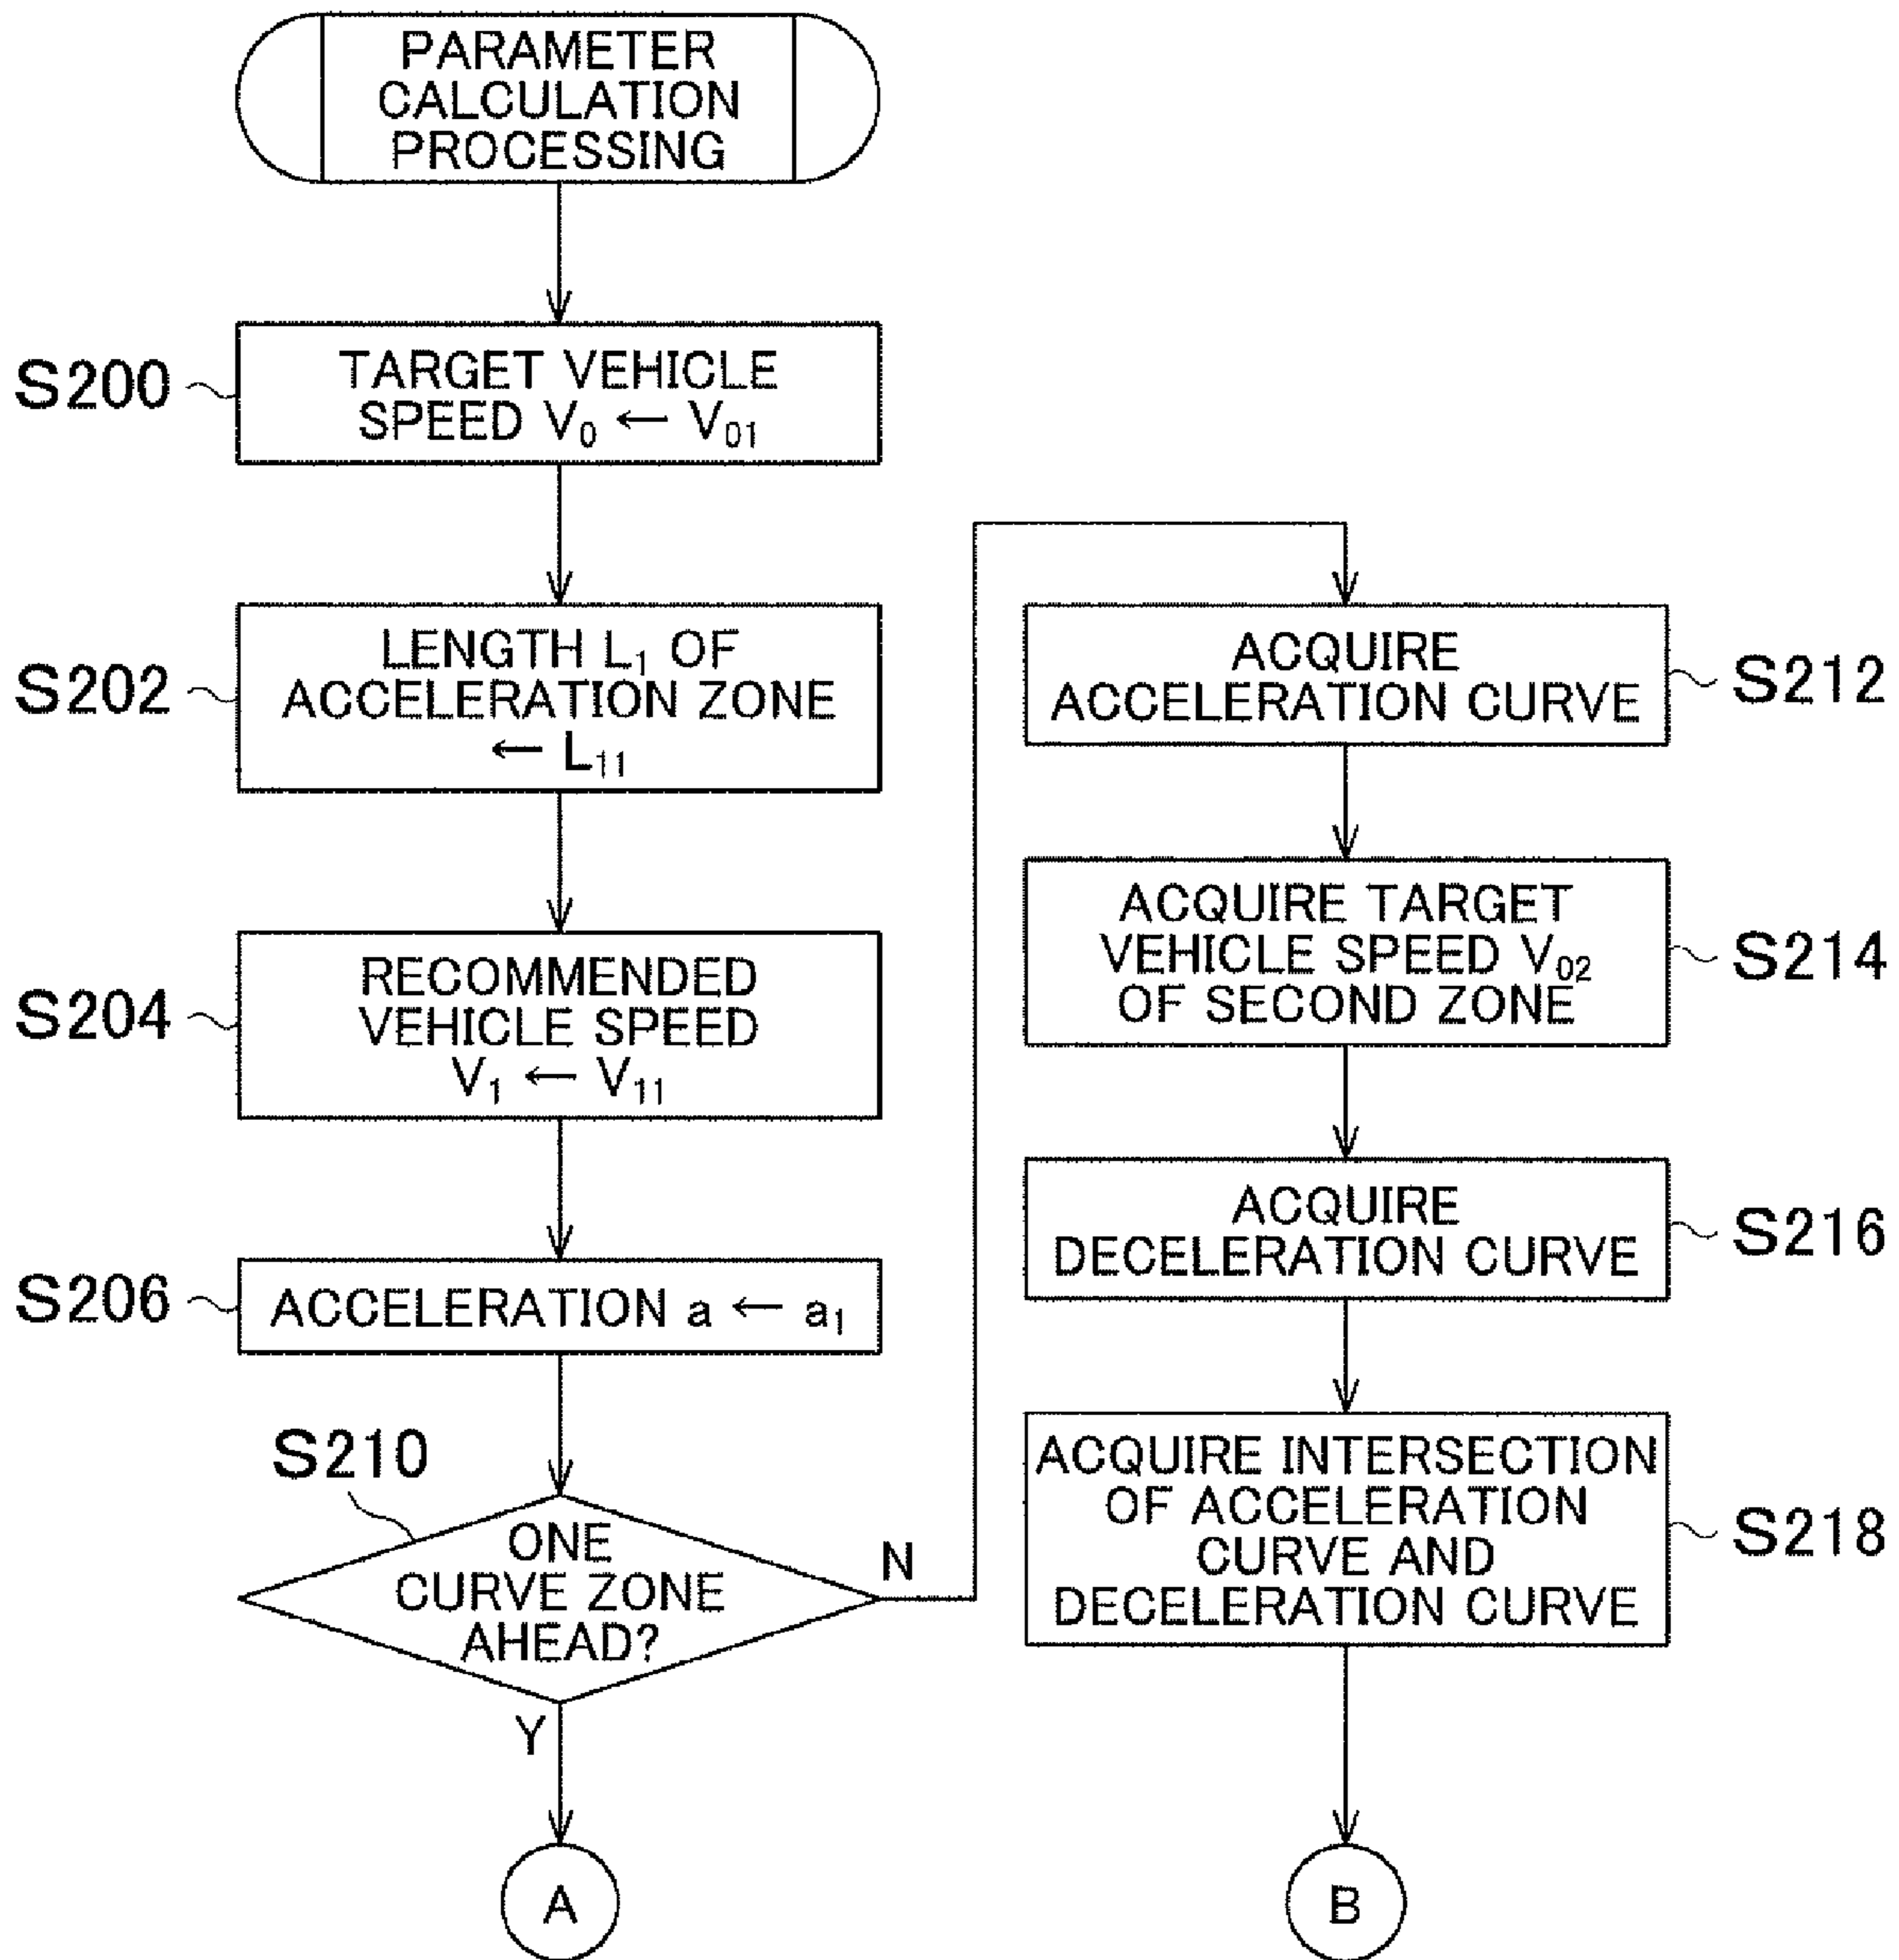 PARAMETER
CALCULATION
PROCESSING
S200
TARGET VEHICLE
SPEED V₀ ← V₀₁
S202
LENGTH L₁ OF
ACCELERATION ZONE
← L₁₁
S204
RECOMMENDED
VEHICLE SPEED
V₁ ← V₁₁
S206
ACCELERATION a ← a₁
S210
ONE
CURVE ZONE
AHEAD?
N
Y
A
ACQUIRE
ACCELERATION CURVE
S212
ACQUIRE TARGET
VEHICLE SPEED V₀₂
OF SECOND ZONE
S214
ACQUIRE
DECELERATION CURVE
S216
ACQUIRE INTERSECTION
OF ACCELERATION
CURVE AND
DECELERATION CURVE
S218
B